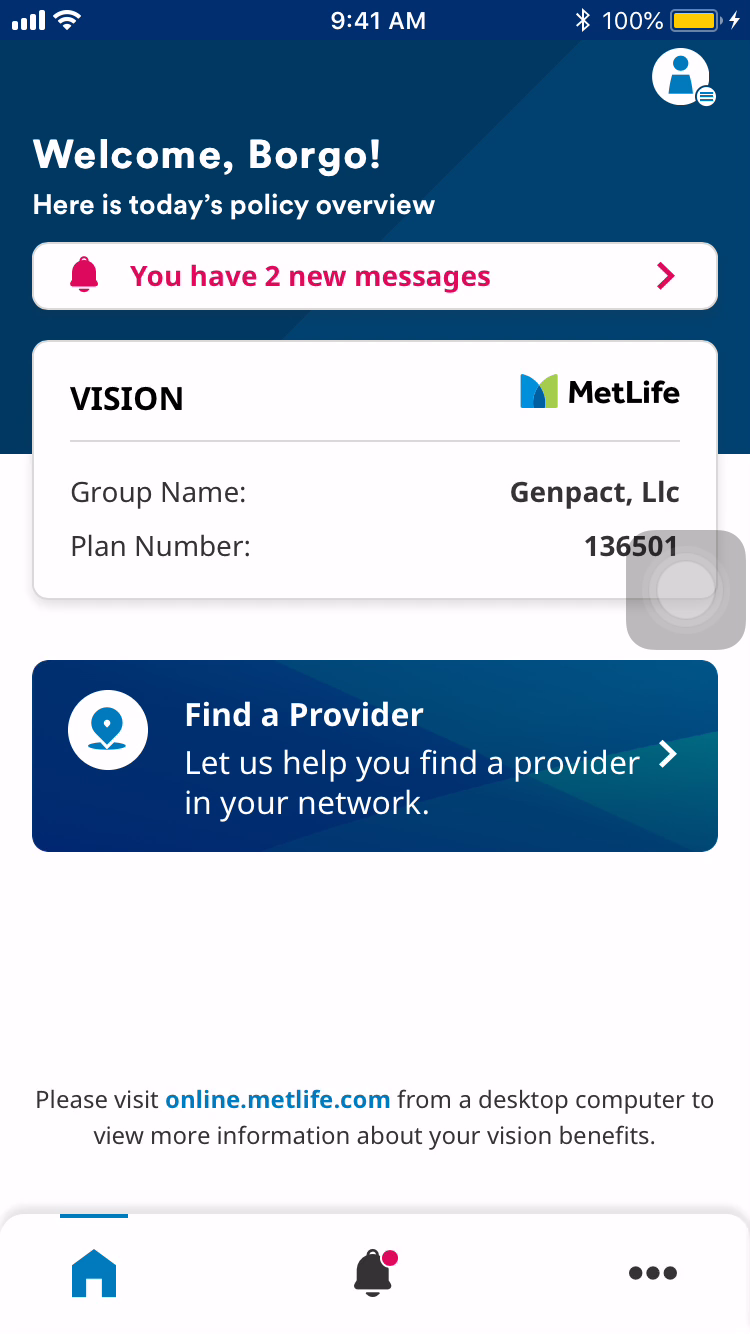 9:41 AM
100%
Welcome, Borgo!
Here is today's policy overview
You have 2 new messages
VISION
MetLife
Group Name:
Genpact, Llc
Plan Number:
136501
Find a Provider
Let us help you find a provider
in your network.
Please visit online.metlife.com from a desktop computer to
view more information about your vision benefits.